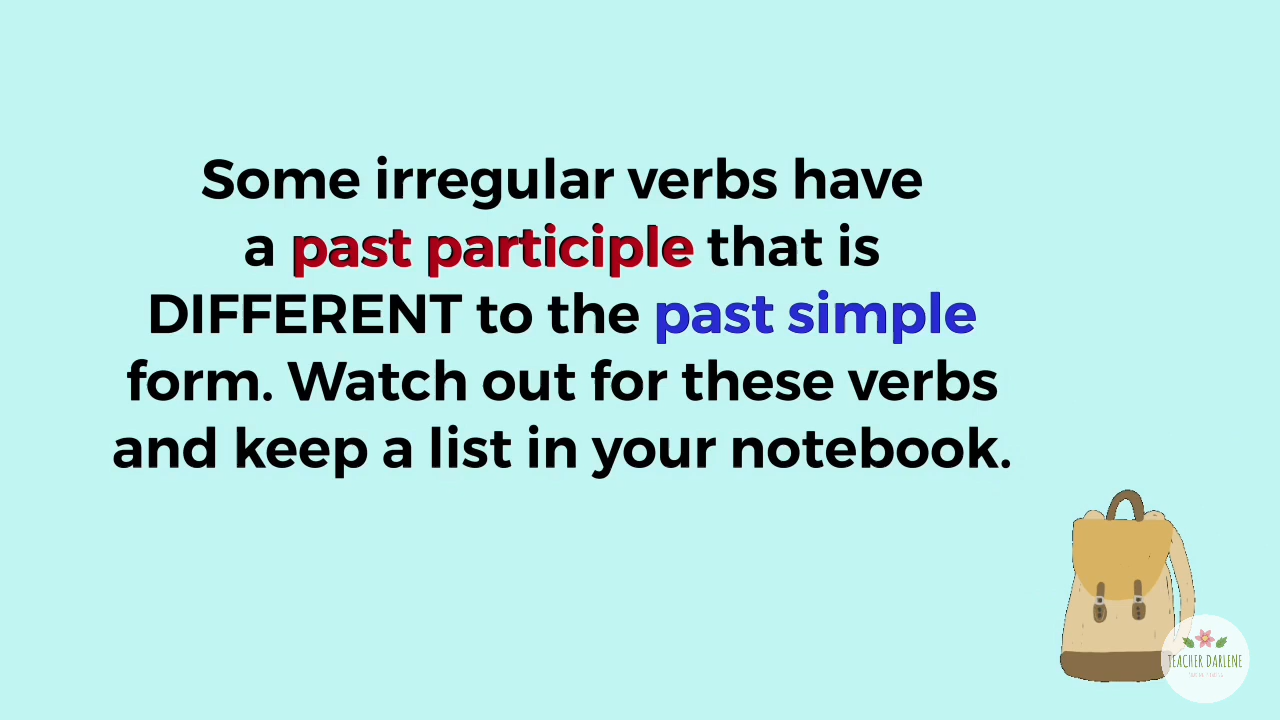 Some irregular verbs have
a past participle that is
DIFFERENT to the past simple
form. Watch out for these verbs
and keep a list in your notebook.
TEACHER DARLENE